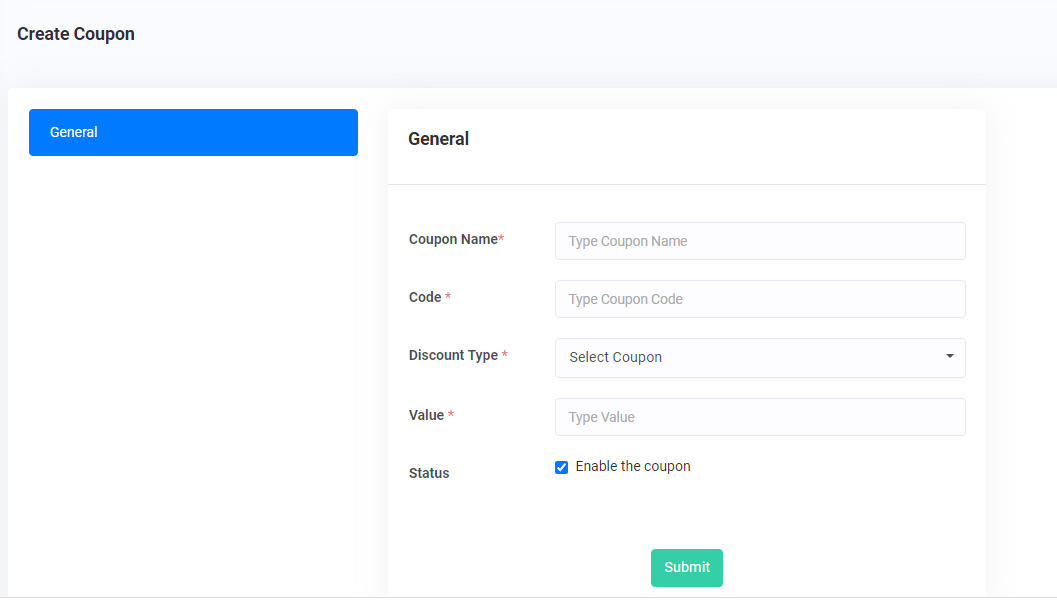 Create Coupon
General
General
Coupon Name*
Type Coupon Name
Code *
Type Coupon Code
Discount Type *
Select Coupon
Value *
Type Value
Status
Enable the coupon
Submit